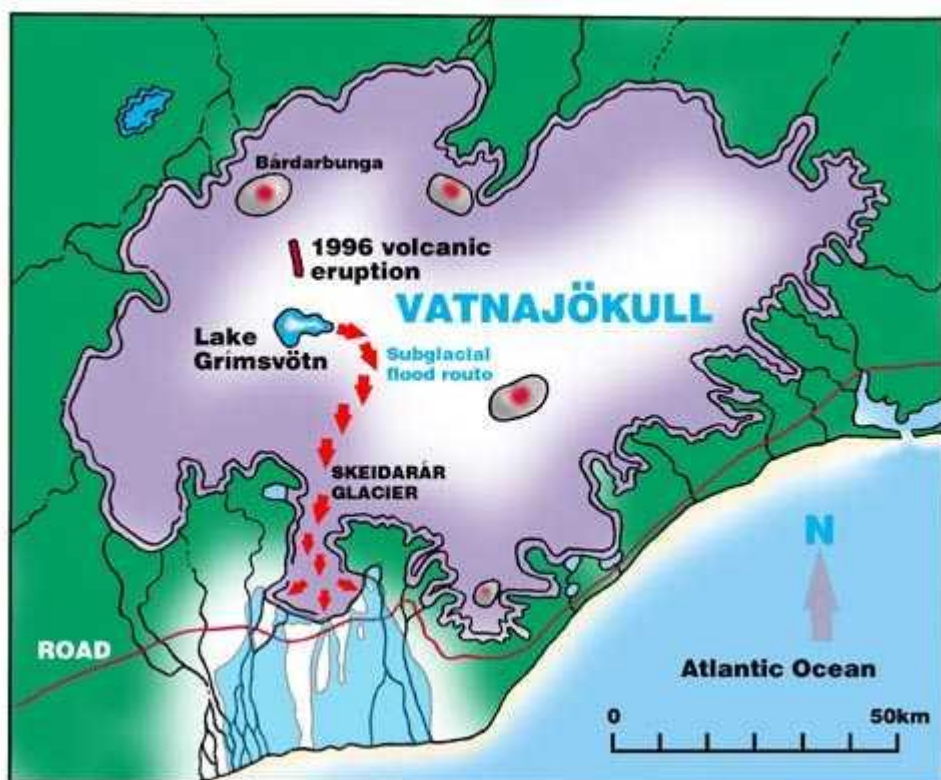 Bárdarbunga
1996 volcanic
eruption
VATNAJÖKULL
Lake
Grímsvötn
Subglacial
flood route
SKEIDARÁR
GLACIER
N
ROAD
Atlantic Ocean
0 50km